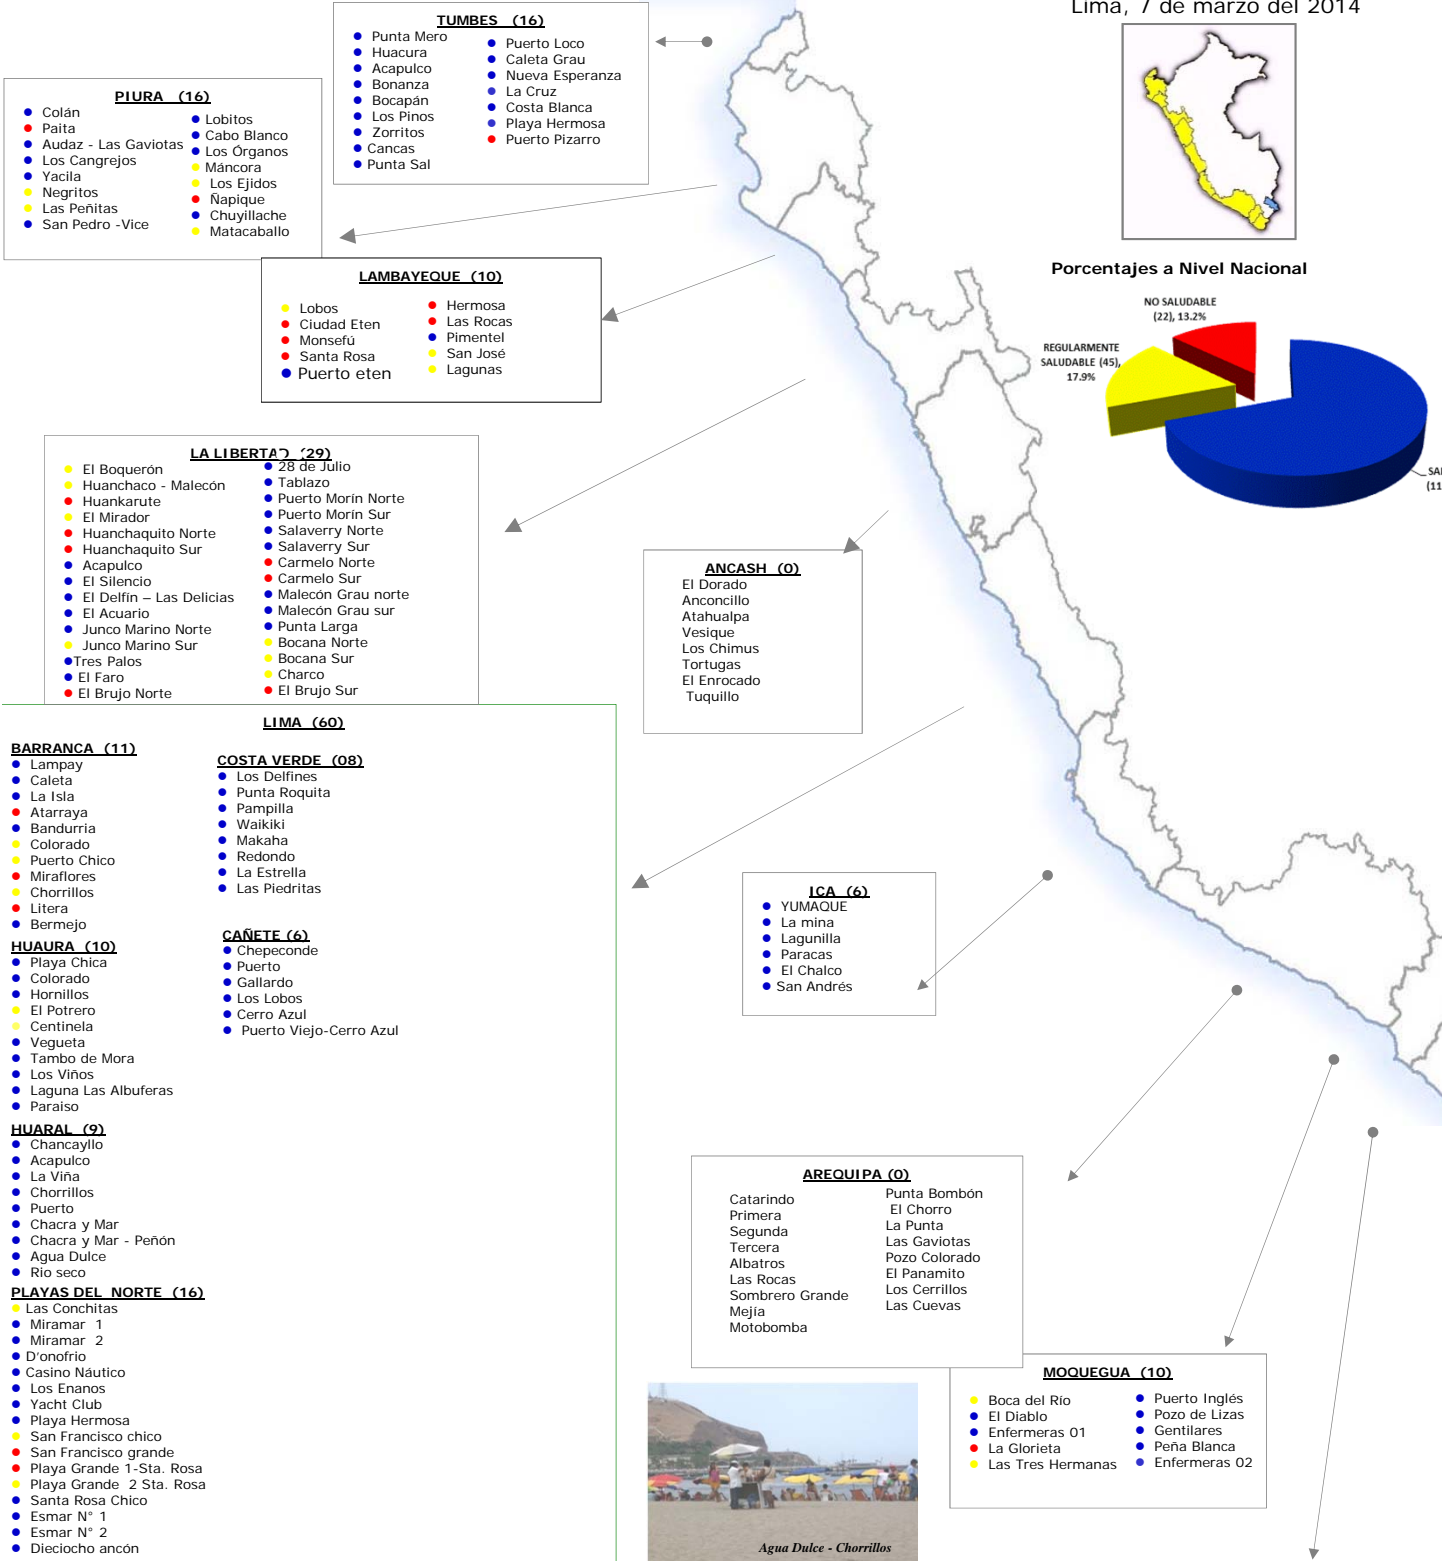 Lima, 7 de marzo del 2014
TUMBES (16)
Punta Mero
Huacura
Acapulco
Bonanza
Bocapán
Los Pinos
Zorritos
Cancas
Punta Sal
Puerto Loco
Caleta Grau
Nueva Esperanza
La Cruz
Costa Blanca
Playa Hermosa
Puerto Pizarro
PIURA (16)
Colán
Paita
Audaz - Las Gaviotas
Los Cangrejos
Yacila
Negritos
Las Peñitas
San Pedro -Vice
Lobitos
Cabo Blanco
Los Órganos
Máncora
Los Ejidos
Ñapique
Chuyillache
Matacaballo
LAMBAYEQUE (10)
Lobos
Ciudad Eten
Monsefú
Santa Rosa
Puerto eten
Hermosa
Las Rocas
Pimentel
San José
Lagunas
Porcentajes a Nivel Nacional
NO SALUDABLE
(22), 13.2%
REGULARMENTE
SALUDABLE (45),
17.9%
LA LIBERTAD (29)
El Boquerón
Huanchaco - Malecón
Huankarute
El Mirador
Huanchaquito Norte
Huanchaquito Sur
Acapulco
El Silencio
El Delfín – Las Delicias
El Acuario
Junco Marino Norte
Junco Marino Sur
Tres Palos
El Faro
El Brujo Norte
28 de Julio
Tablazo
Puerto Morín Norte
Puerto Morín Sur
Salaverry Norte
Salaverry Sur
Carmelo Norte
Carmelo Sur
Malecón Grau norte
Malecón Grau sur
Punta Larga
Bocana Norte
Bocana Sur
Charco
El Brujo Sur
ANCASH (0)
El Dorado
Anconcillo
Atahualpa
Vesique
Los Chimus
Tortugas
El Enrocado
Tuquillo
LIMA (60)
BARRANCA (11)
Lampay
Caleta
La Isla
Atarraya
Bandurria
Colorado
Puerto Chico
Miraflores
Chorrillos
Litera
Bermejo
HUAURA (10)
Playa Chica
Colorado
Hornillos
El Potrero
Centinela
Vegueta
Tambo de Mora
Los Viños
Laguna Las Albuferas
Paraiso
HUARAL (9)
Chancayllo
Acapulco
La Viña
Chorrillos
Puerto
Chacra y Mar
Chacra y Mar - Peñón
Agua Dulce
Rio seco
PLAYAS DEL NORTE (16)
Las Conchitas
Miramar 1
Miramar 2
D'onofrio
Casino Náutico
Los Enanos
Yacht Club
Playa Hermosa
San Francisco chico
San Francisco grande
Playa Grande 1-Sta. Rosa
Playa Grande 2 Sta. Rosa
Santa Rosa Chico
Esmar N° 1
Esmar N° 2
Dieciocho ancón
COSTA VERDE (08)
Los Delfines
Punta Roquita
Pampilla
Waikiki
Makaha
Redondo
La Estrella
Las Piedritas
CAÑETE (6)
Chepeconde
Puerto
Gallardo
Los Lobos
Cerro Azul
Puerto Viejo-Cerro Azul
ICA (6)
YUMAQUE
La mina
Lagunilla
Paracas
El Chalco
San Andrés
AREQUIPA (0)
Catarindo
Primera
Segunda
Tercera
Albatros
Las Rocas
Sombrero Grande
Mejía
Motobomba
Punta Bombón
El Chorro
La Punta
Las Gaviotas
Pozo Colorado
El Panamito
Los Cerrillos
Las Cuevas
MOQUEGUA (10)
Boca del Río
El Diablo
Enfermeras 01
La Glorieta
Las Tres Hermanas
Puerto Inglés
Pozo de Lizas
Gentilares
Peña Blanca
Enfermeras 02
Agua Dulce - Chorrillos